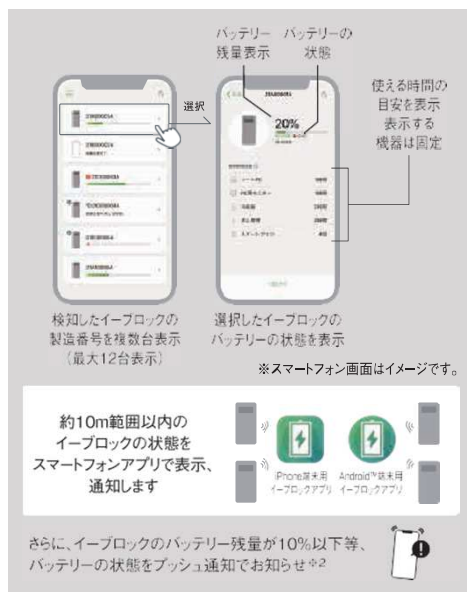 バッテリー
残量表示
バッテリーの
状態
選択
20%
使える時間の
目安を表示
表示する
機器は固定
検知したイーブロックの
製造番号を複数台表示
(最大12台表示)
選択したイーブロックの
バッテリーの状態を表示
※スマートフォン画面はイメージです。
約10m範囲以内の
イーブロックの状態を
スマートフォンアプリで表示、
通知します
iPhone端末用
イーブロックアプリ
Android™端末用
イーブロックアプリ
さらに、イーブロックのバッテリー残量が10%以下等、
バッテリーの状態をプッシュ通知でお知らせ※2